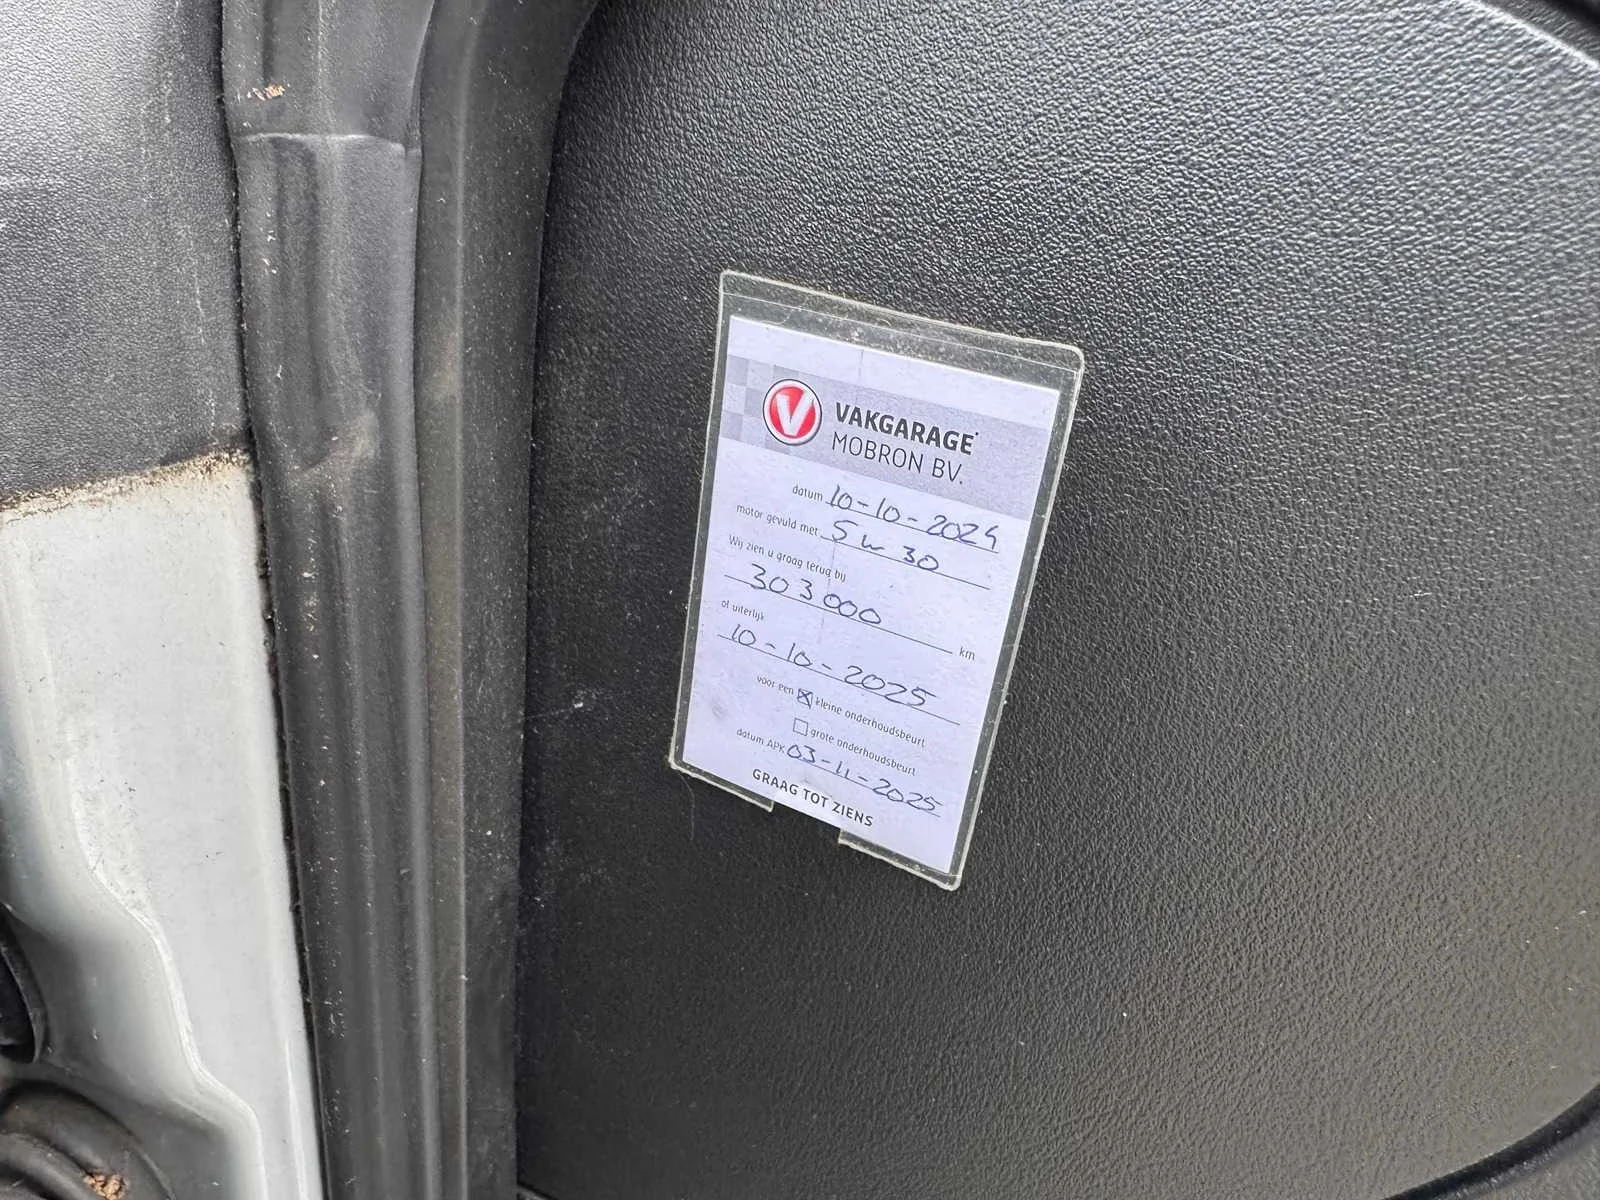 V
VAKGARAGE
MOBRON BV.
datum 10-10-2024
motor gevuld met 5w30
Wij zien u graag terug bij
303000 km
of uiterlijk
10-10-2025
voor een ☒ kleine onderhoudsbeurt
☐ grote onderhoudsbeurt
datum APK 03-11-2025
GRAAG TOT ZIENS